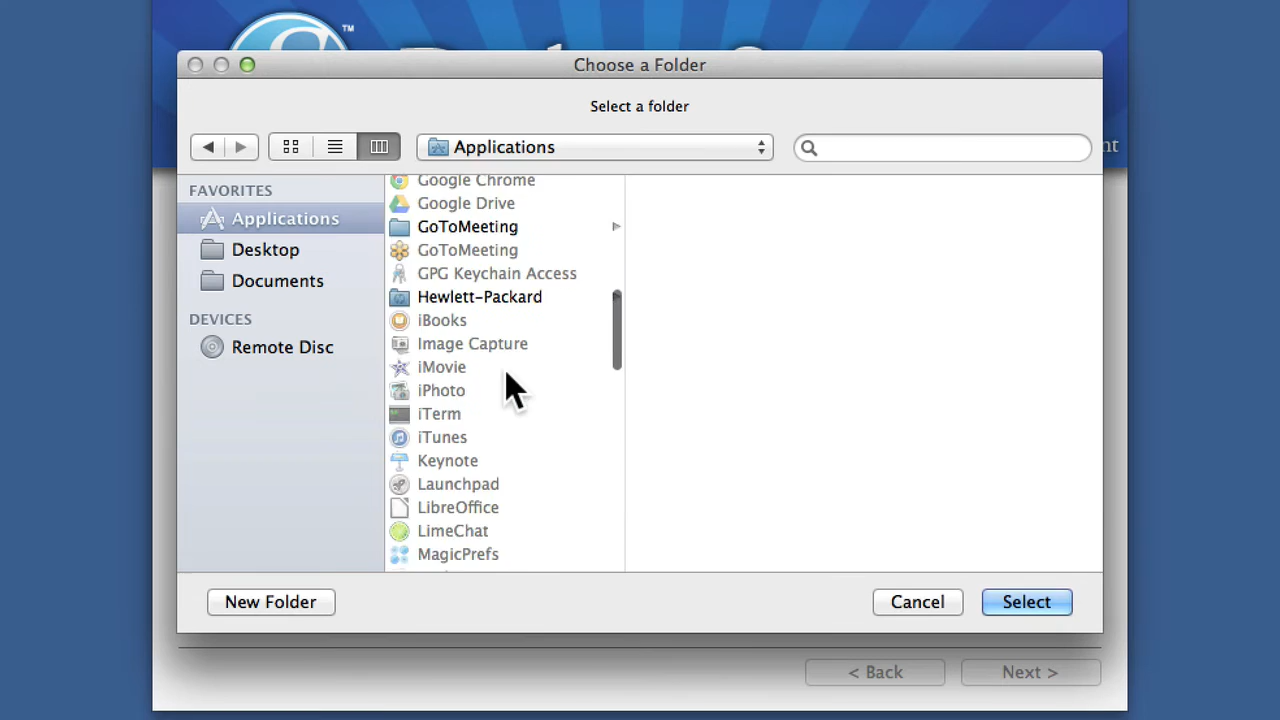 ™
Choose a Folder
Select a folder
Applications
FAVORITES
Applications
Desktop
Documents
DEVICES
Remote Disc
Google Chrome
Google Drive
GoToMeeting
GoToMeeting
GPG Keychain Access
Hewlett-Packard
iBooks
Image Capture
iMovie
iPhoto
iTerm
iTunes
Keynote
Launchpad
LibreOffice
LimeChat
MagicPrefs
New Folder
Cancel
Select
< Back
Next >